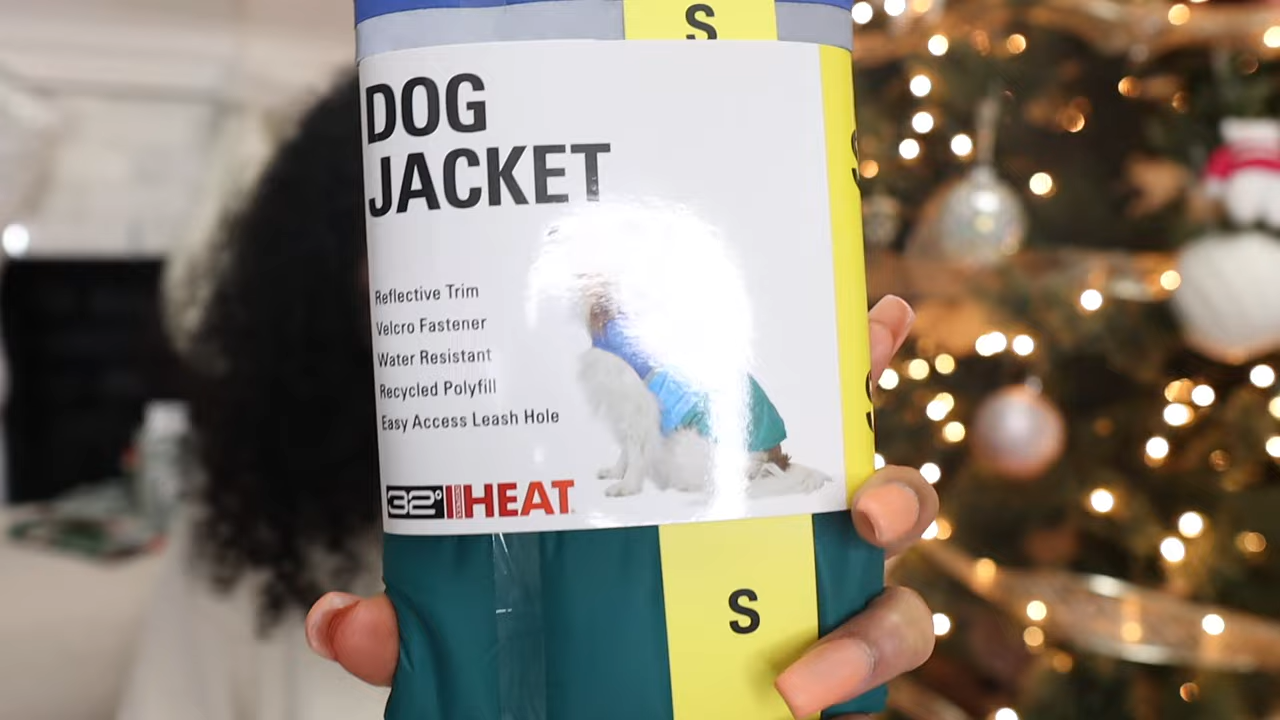 S
DOG
JACKET
Reflective Trim
Velcro Fastener
Water Resistant
Recycled Polyfill
Easy Access Leash Hole
32° HEAT
S